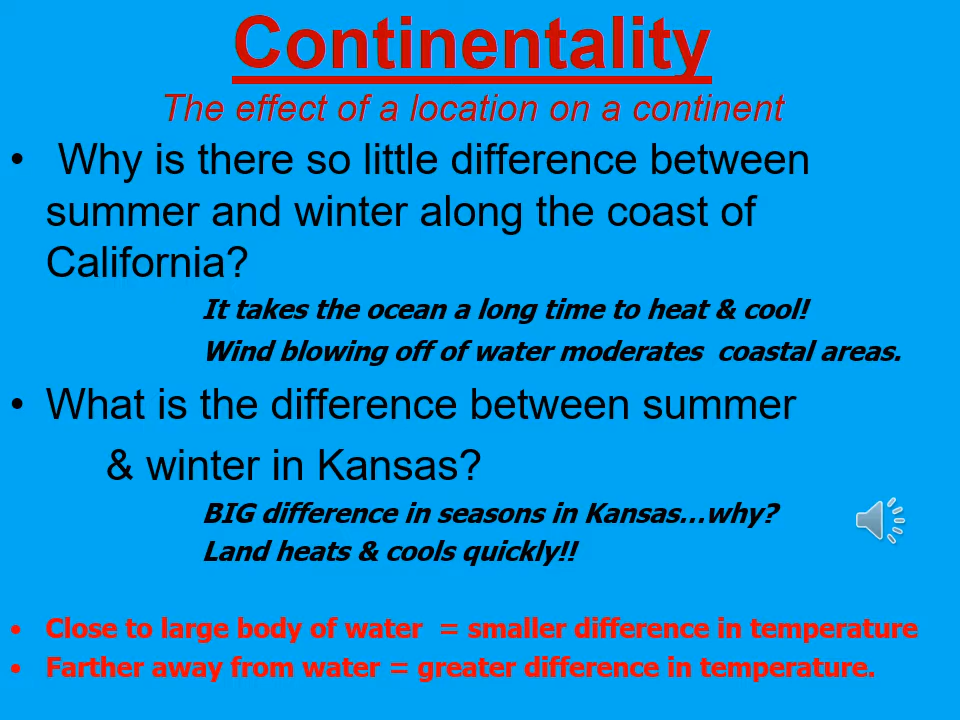 Continentality
The effect of a location on a continent
• Why is there so little difference between
summer and winter along the coast of
California?
It takes the ocean a long time to heat & cool!
Wind blowing off of water moderates coastal areas.
• What is the difference between summer
& winter in Kansas?
BIG difference in seasons in Kansas...why?
Land heats & cools quickly!!
• Close to large body of water = smaller difference in temperature
• Farther away from water = greater difference in temperature.